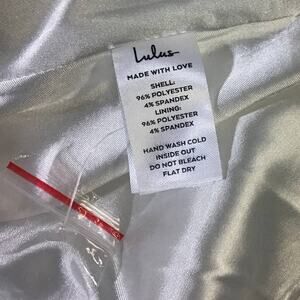 Lulus
MADE WITH LOVE
SHELL:
96% POLYESTER
4% SPANDEX
LINING:
96% POLYESTER
4% SPANDEX
HAND WASH COLD
INSIDE OUT
DO NOT BLEACH
FLAT DRY